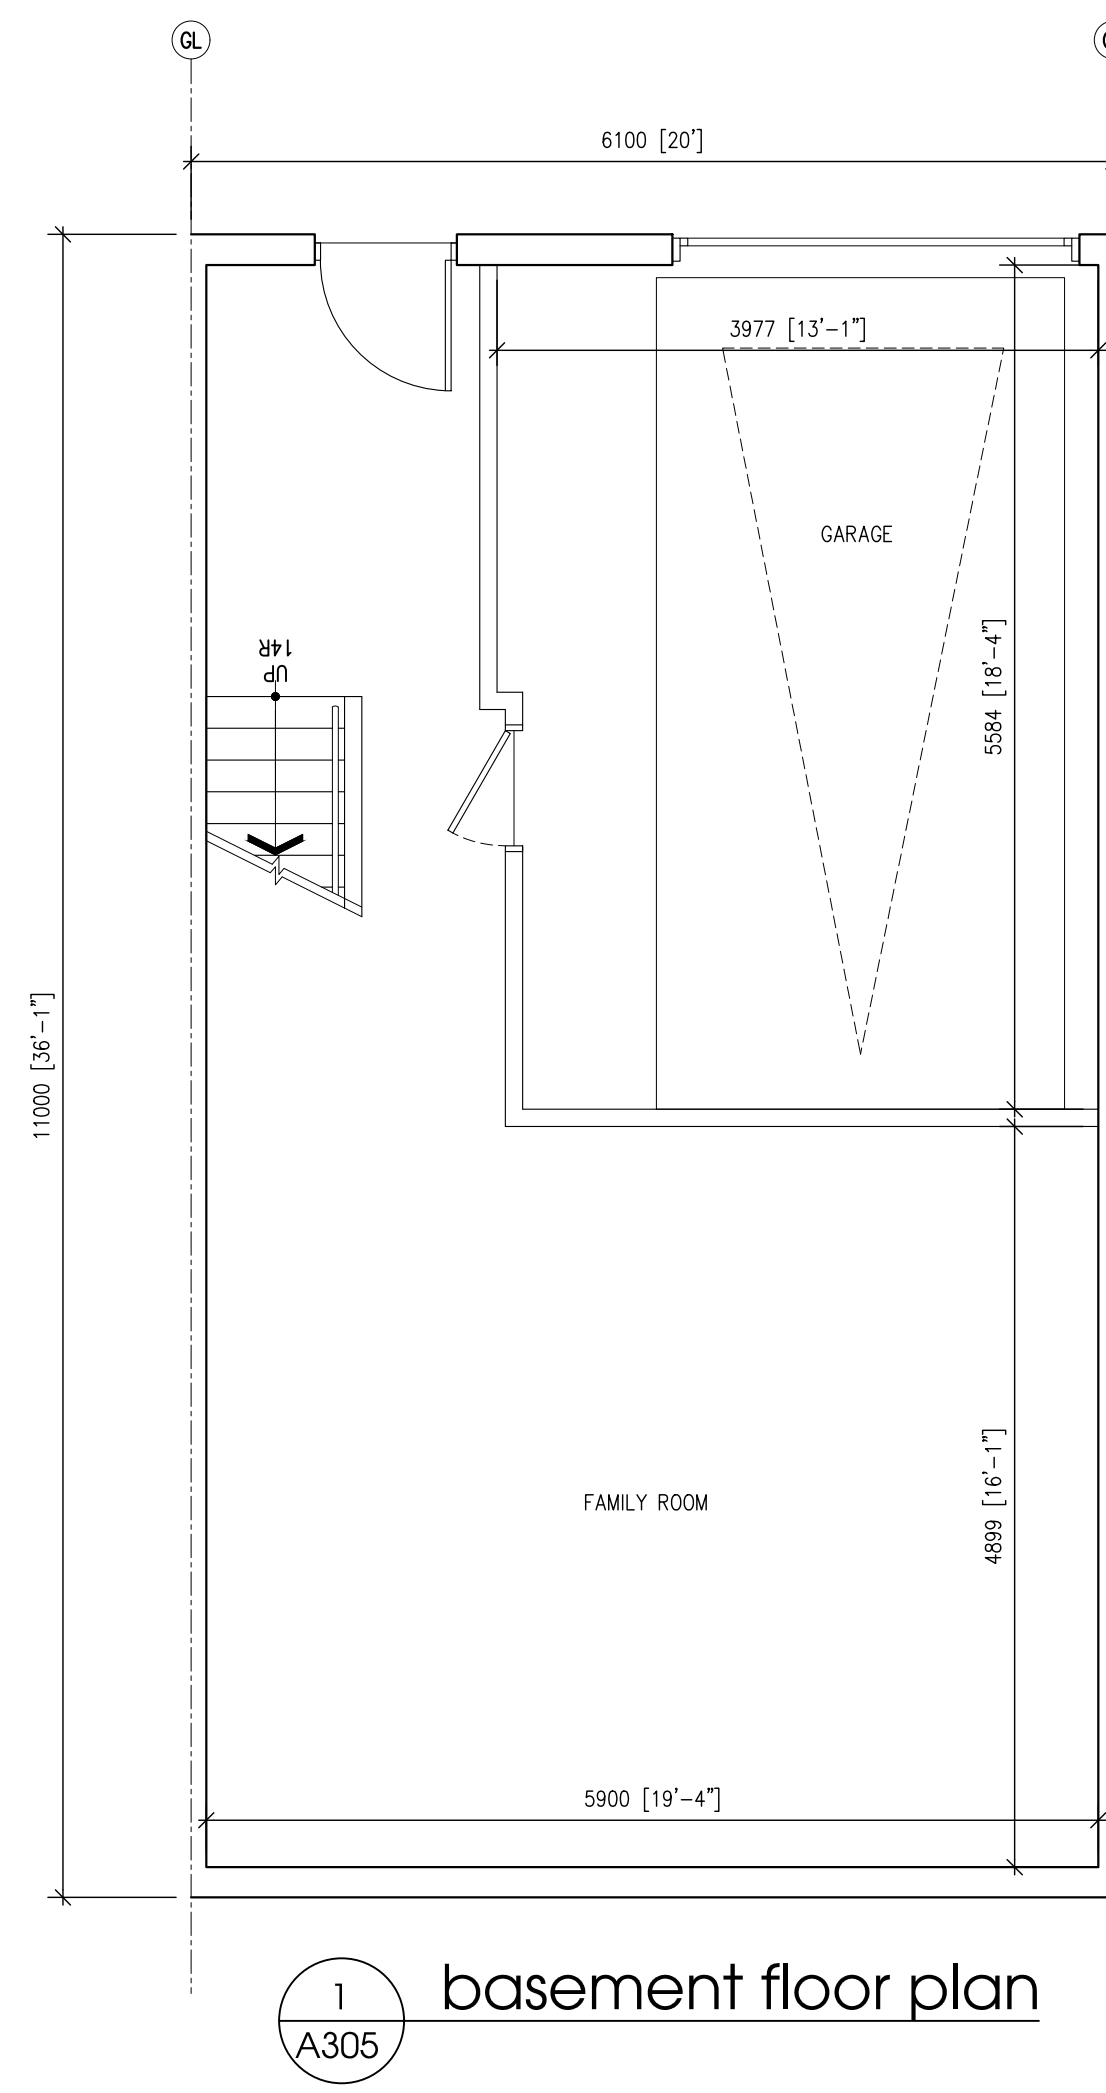 GL
6100 [20']
3977 [13'-1"]
GARAGE
5584 [18'-4"]
14R
UP
11000 [36'-1"]
4899 [16'-1"]
FAMILY ROOM
5900 [19'-4"]
1
A305
basement floor plan